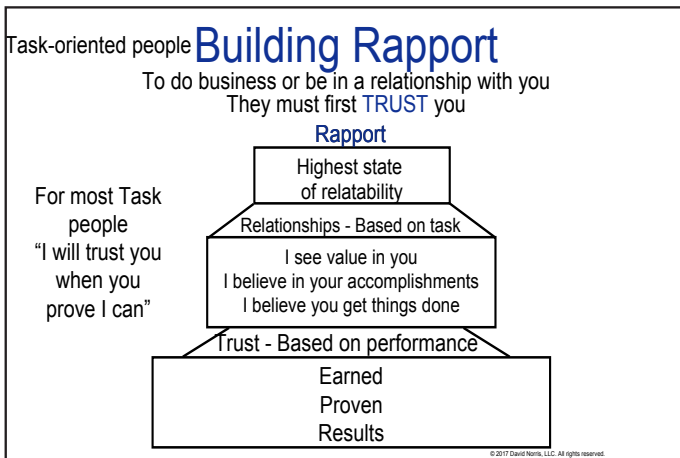 Task-oriented people Building Rapport
To do business or be in a relationship with you
They must first TRUST you
Rapport
Highest state
of relatability
For most Task
people
“I will trust you
when you
prove I can”
Relationships - Based on task
I see value in you
I believe in your accomplishments
I believe you get things done
Trust - Based on performance
Earned
Proven
Results
© 2017 David Norris, LLC. All rights reserved.